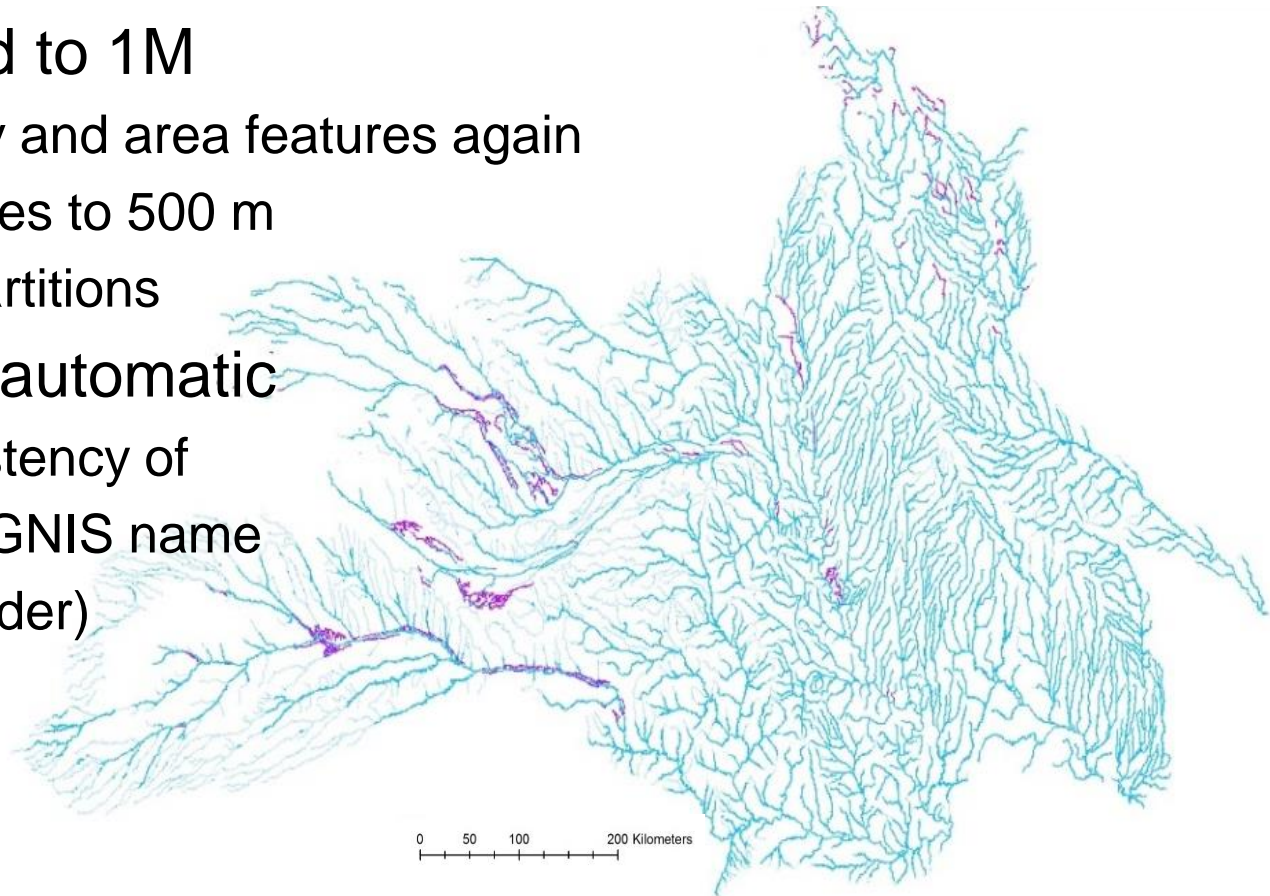 d to 1M
y and area features again
es to 500 m
rtitions
automatic
stency of
GNIS name
der)
0 50 100 200 Kilometers